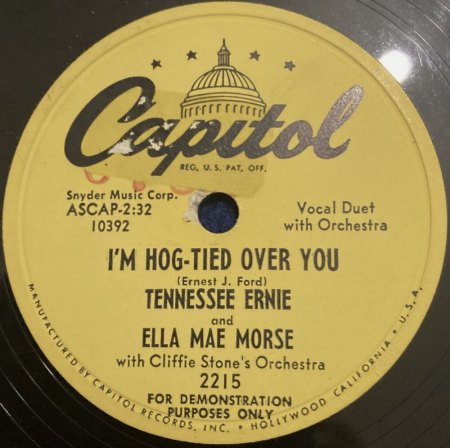 Capitol
REG. U. S. PAT. OFF.
Snyder Music Corp.
ASCAP-2:32
10392
Vocal Duet
with Orchestra
I'M HOG-TIED OVER YOU
(Ernest J. Ford)
TENNESSEE ERNIE
and
ELLA MAE MORSE
with Cliffie Stone's Orchestra
2215
FOR DEMONSTRATION
PURPOSES ONLY
MANUFACTURED BY CAPITOL RECORDS, INC. • HOLLYWOOD CALIFORNIA • U.S.A.